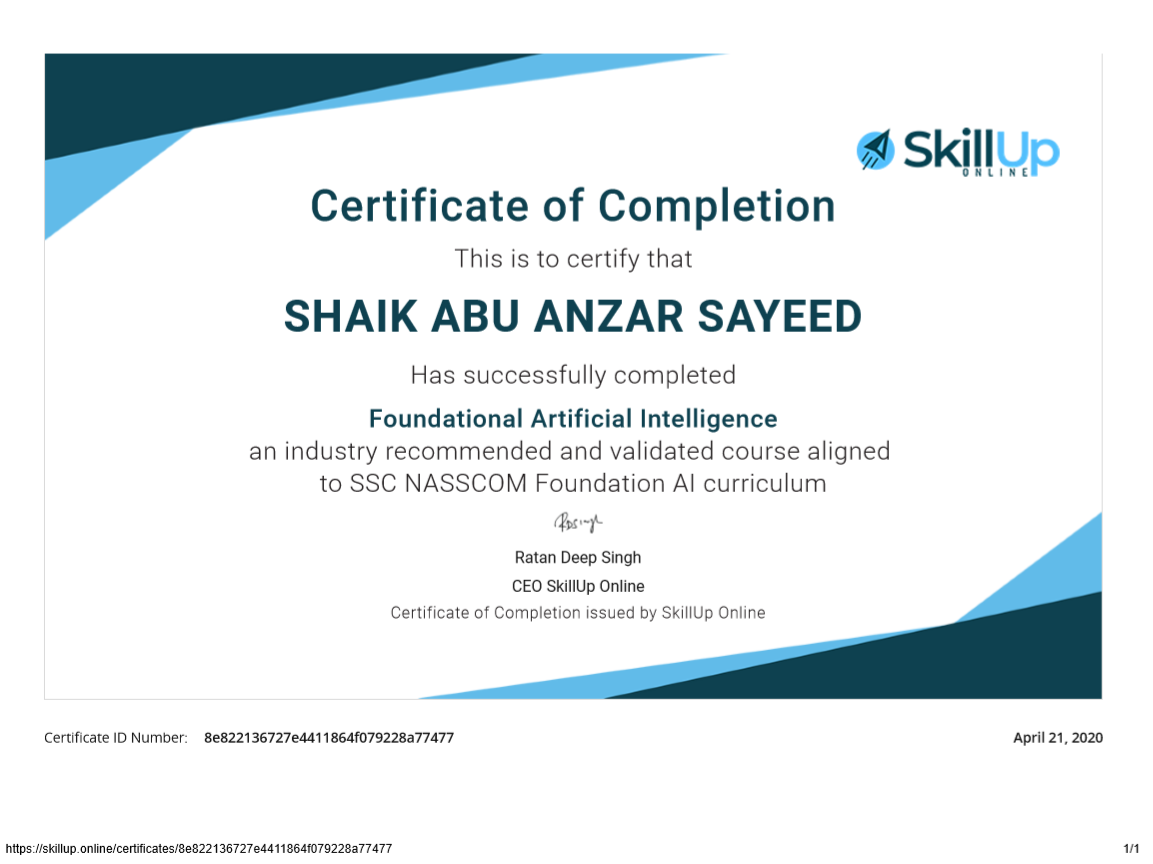 SkillUp
ONLINE
Certificate of Completion
This is to certify that
SHAIK ABU ANZAR SAYEED
Has successfully completed
Foundational Artificial Intelligence
an industry recommended and validated course aligned
to SSC NASSCOM Foundation AI curriculum
Ratan Deep Singh
CEO SkillUp Online
Certificate of Completion issued by SkillUp Online
Certificate ID Number: 8e822136727e4411864f079228a77477
April 21, 2020
https://skillup.online/certificates/8e822136727e4411864f079228a77477
1/1